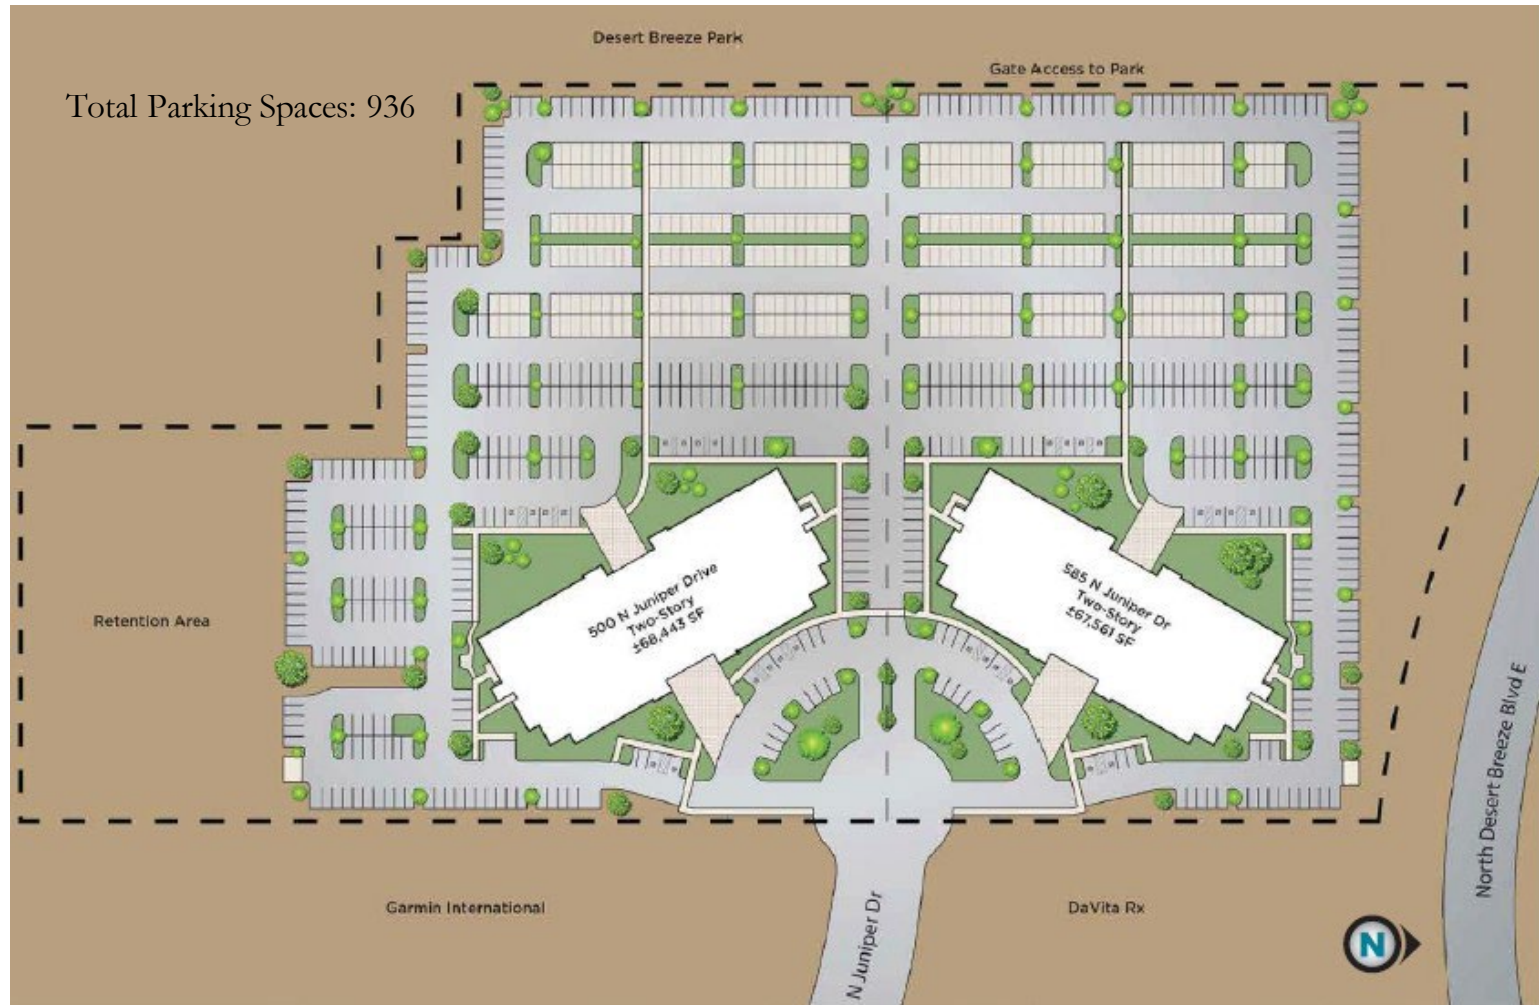 Desert Breeze Park
Gate Access to Park
Total Parking Spaces: 936
500 N Juniper Drive
Two-Story
±68,443 SF
585 N Juniper Dr
Two-Story
±67,561 SF
Retention Area
North Desert Breeze Blvd E
Garmin International
DaVita Rx
N Juniper Dr
N